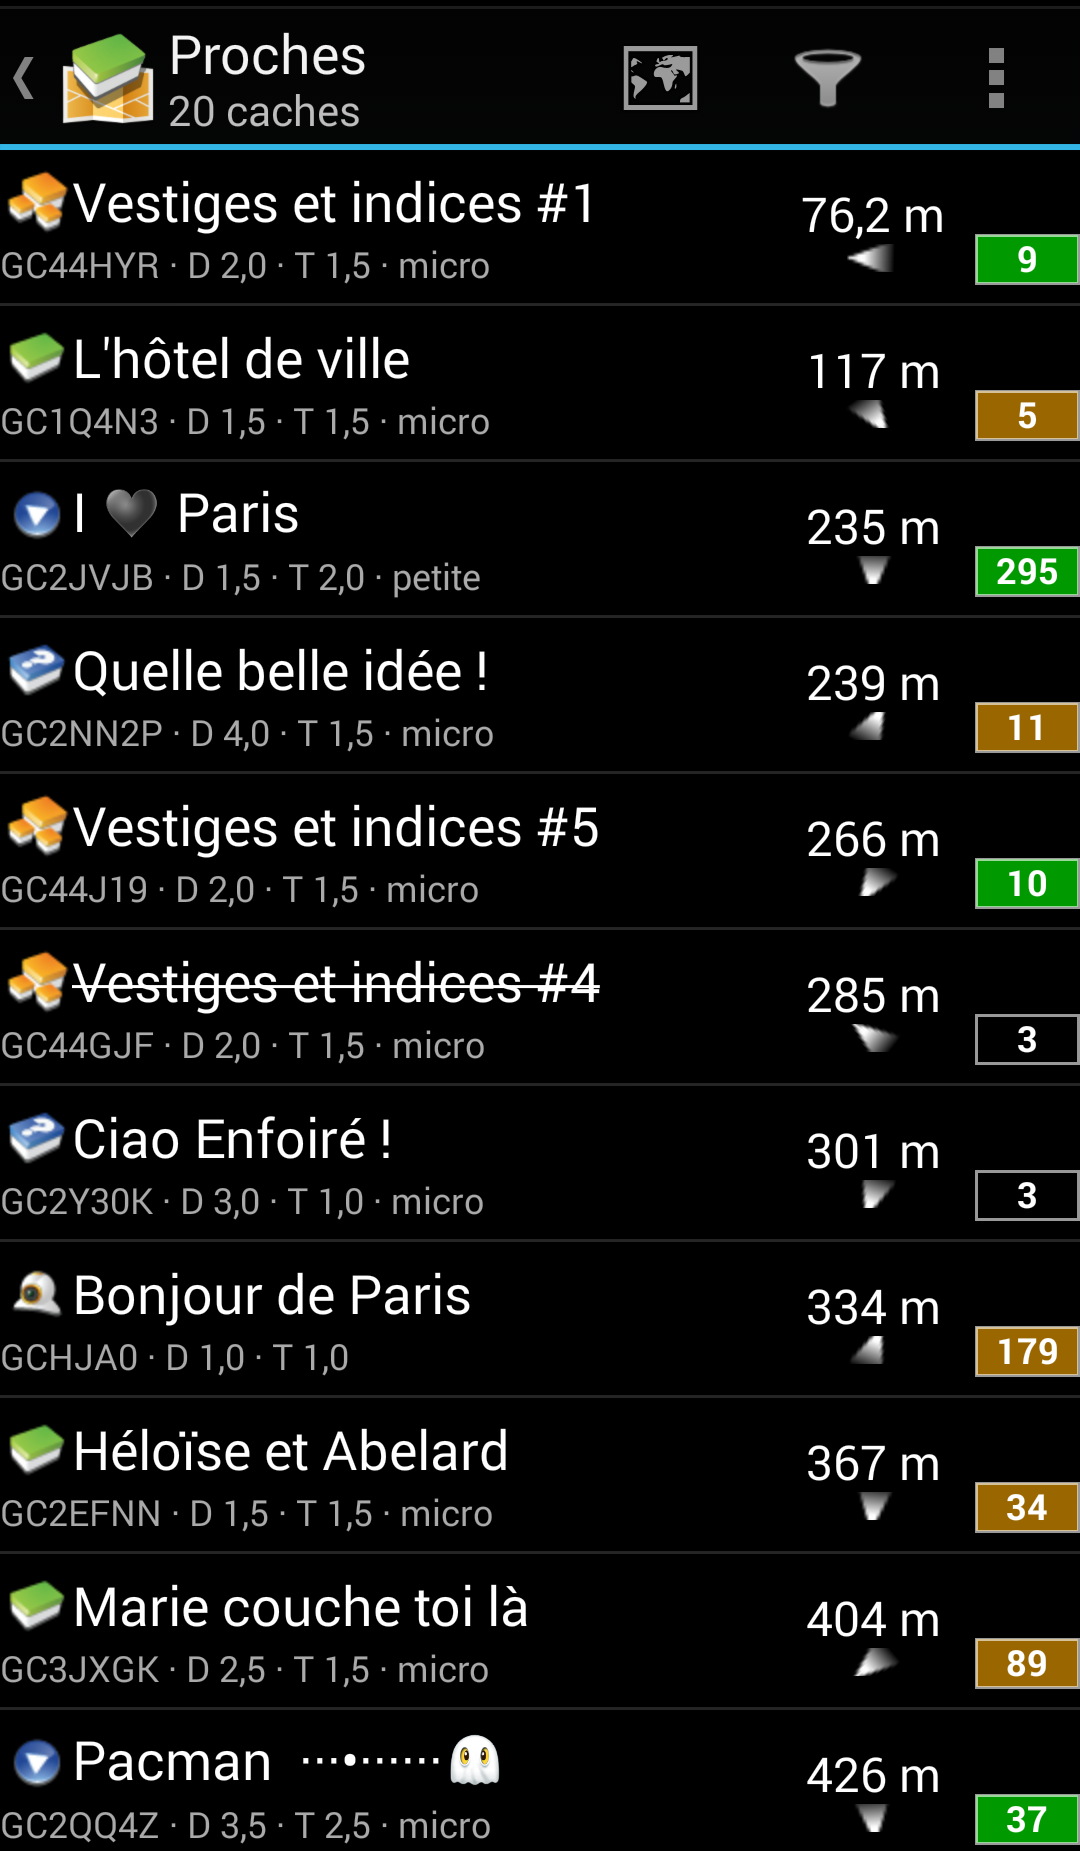 Proches
20 caches
Vestiges et indices #1
76,2 m
GC44HYR · D 2,0 · T 1,5 · micro
9
L'hôtel de ville
117 m
GC1Q4N3 · D 1,5 · T 1,5 · micro
5
I ♥ Paris
235 m
GC2JVJB · D 1,5 · T 2,0 · petite
295
Quelle belle idée !
239 m
GC2NN2P · D 4,0 · T 1,5 · micro
11
Vestiges et indices #5
266 m
GC44J19 · D 2,0 · T 1,5 · micro
10
Vestiges et indices #4
285 m
GC44GJF · D 2,0 · T 1,5 · micro
3
Ciao Enfoiré !
301 m
GC2Y30K · D 3,0 · T 1,0 · micro
3
Bonjour de Paris
334 m
GCHJA0 · D 1,0 · T 1,0
179
Héloïse et Abelard
367 m
GC2EFNN · D 1,5 · T 1,5 · micro
34
Marie couche toi là
404 m
GC3JXGK · D 2,5 · T 1,5 · micro
89
Pacman ···•······👻
426 m
GC2QQ4Z · D 3,5 · T 2,5 · micro
37